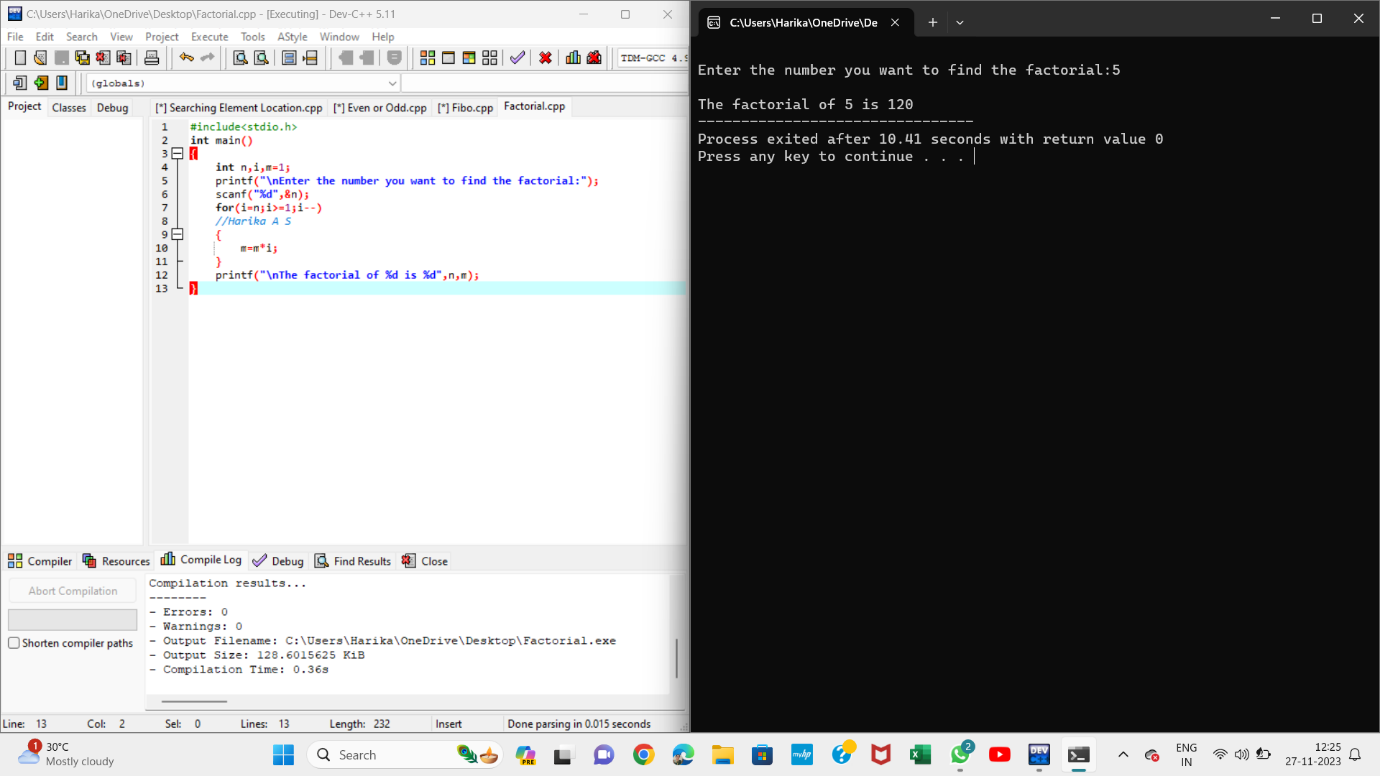 C:\Users\Harika\OneDrive\Desktop\Factorial.cpp - [Executing] - Dev-C++ 5.11
File Edit Search View Project Execute Tools AStyle Window Help
TDM-GCC 4.9
(globals)
Project Classes Debug
[*] Searching Element Location.cpp [*] Even or Odd.cpp [*] Fibo.cpp Factorial.cpp
1 #include<stdio.h>
2 int main()
3 {
4 int n,i,m=1;
5 printf("\nEnter the number you want to find the factorial:");
6 scanf("%d",&n);
7 for(i=n;i>=1;i--)
8 //Harika A S
9 {
10 m=m*i;
11 }
12 printf("\nThe factorial of %d is %d",n,m);
13 }
Compiler Resources Compile Log Debug Find Results Close
Abort Compilation
Shorten compiler paths
Compilation results...
--------
- Errors: 0
- Warnings: 0
- Output Filename: C:\Users\Harika\OneDrive\Desktop\Factorial.exe
- Output Size: 128.6015625 KiB
- Compilation Time: 0.36s
Line: 13 Col: 2 Sel: 0 Lines: 13 Length: 232 Insert Done parsing in 0.015 seconds
C:\Users\Harika\OneDrive\De
Enter the number you want to find the factorial:5
The factorial of 5 is 120
--------------------------------
Process exited after 10.41 seconds with return value 0
Press any key to continue . . .
1
30°C
Mostly cloudy
Search
PRE
myhp
2
DEV
ENG
IN
12:25
27-11-2023